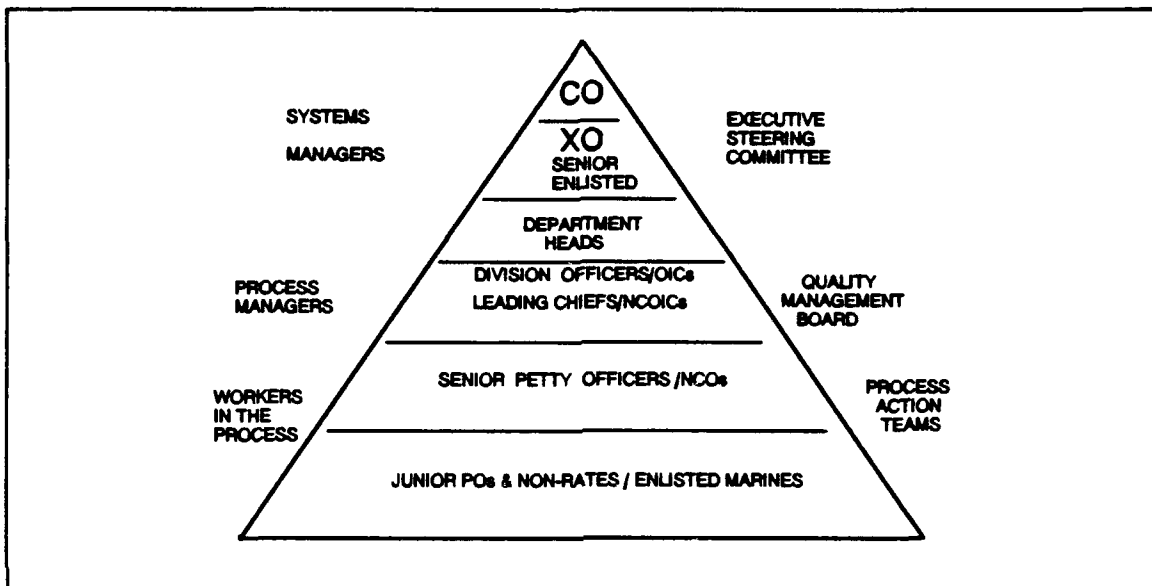 CO
SYSTEMS
MANAGERS
EXECUTIVE
STEERING
COMMITTEE
XO
SENIOR
ENLISTED
DEPARTMENT
HEADS
PROCESS
MANAGERS
DIVISION OFFICERS/OICs
LEADING CHIEFS/NCOICs
QUALITY
MANAGEMENT
BOARD
WORKERS
IN THE
PROCESS
SENIOR PETTY OFFICERS /NCOs
PROCESS
ACTION
TEAMS
JUNIOR POs & NON-RATES / ENLISTED MARINES